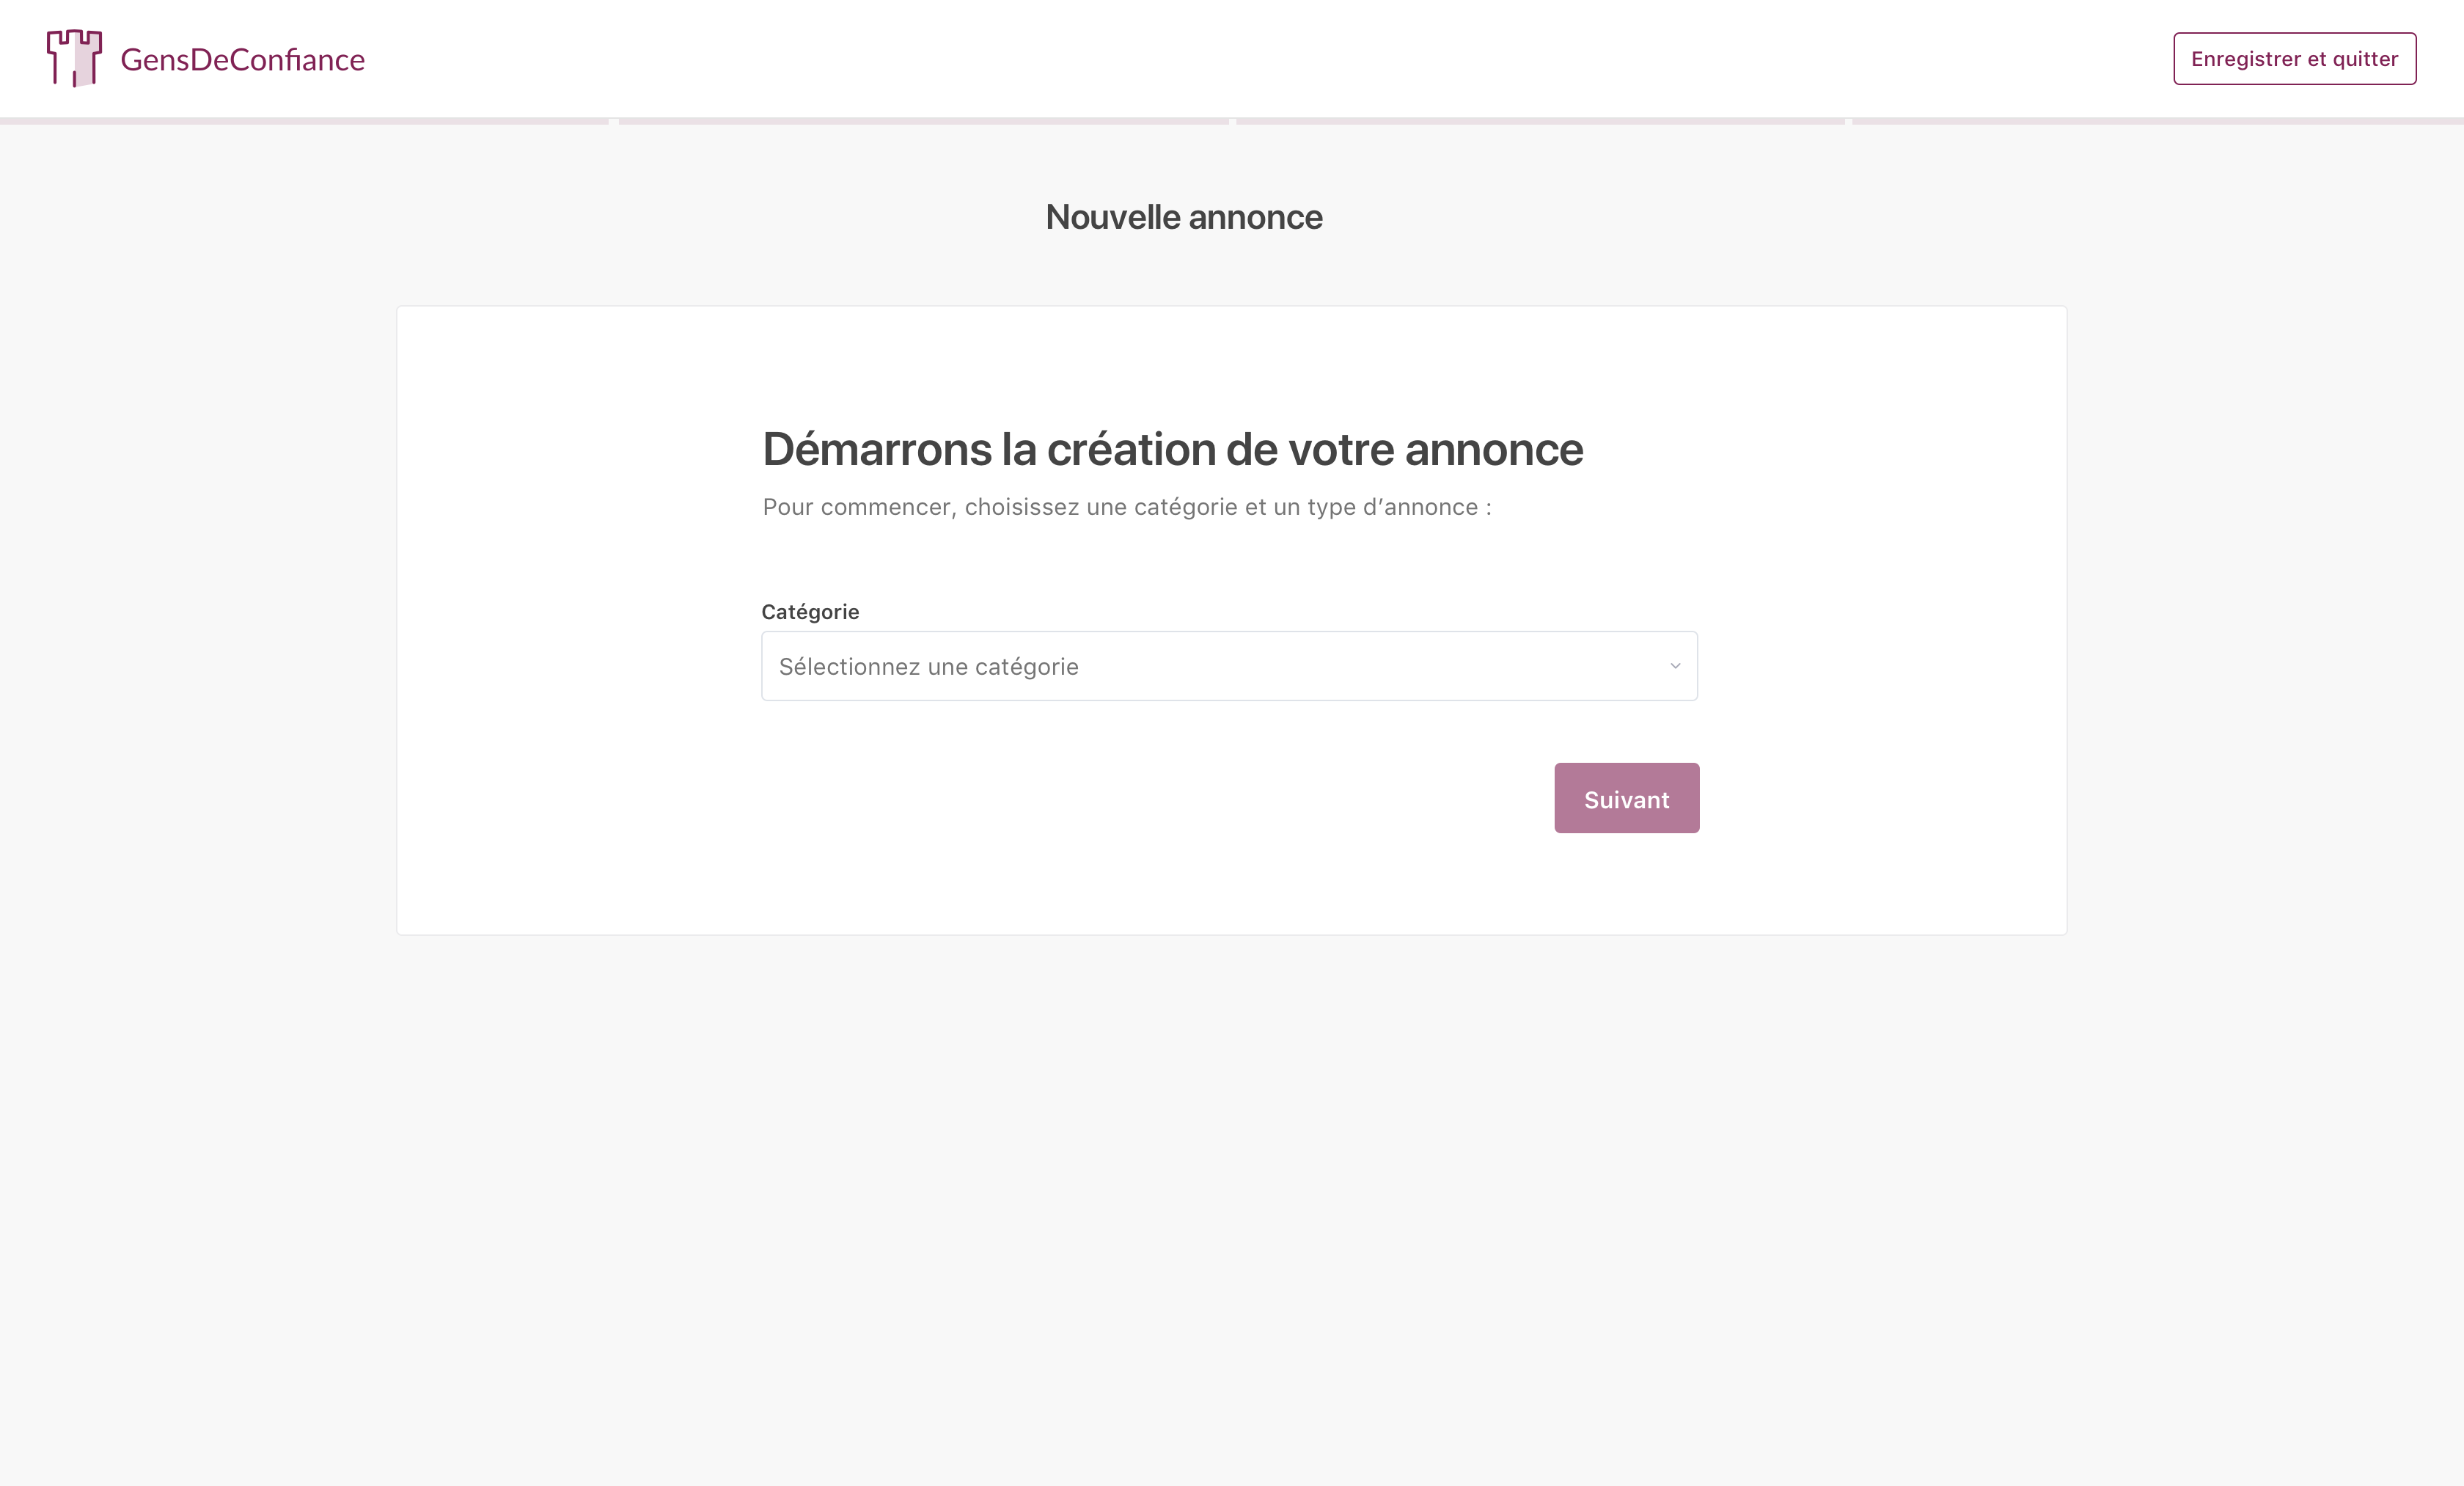 GensDeConfiance
Enregistrer et quitter
Nouvelle annonce
Démarrons la création de votre annonce
Pour commencer, choisissez une catégorie et un type d’annonce :
Catégorie
Sélectionnez une catégorie
Suivant